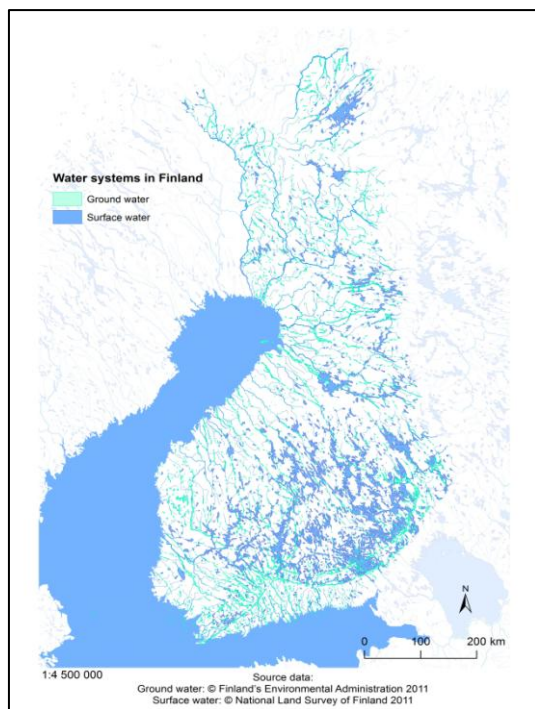 Water systems in Finland
Ground water
Surface water
N
0 100 200 km
1:4 500 000
Source data:
Ground water: © Finland's Environmental Administration 2011
Surface water: © National Land Survey of Finland 2011